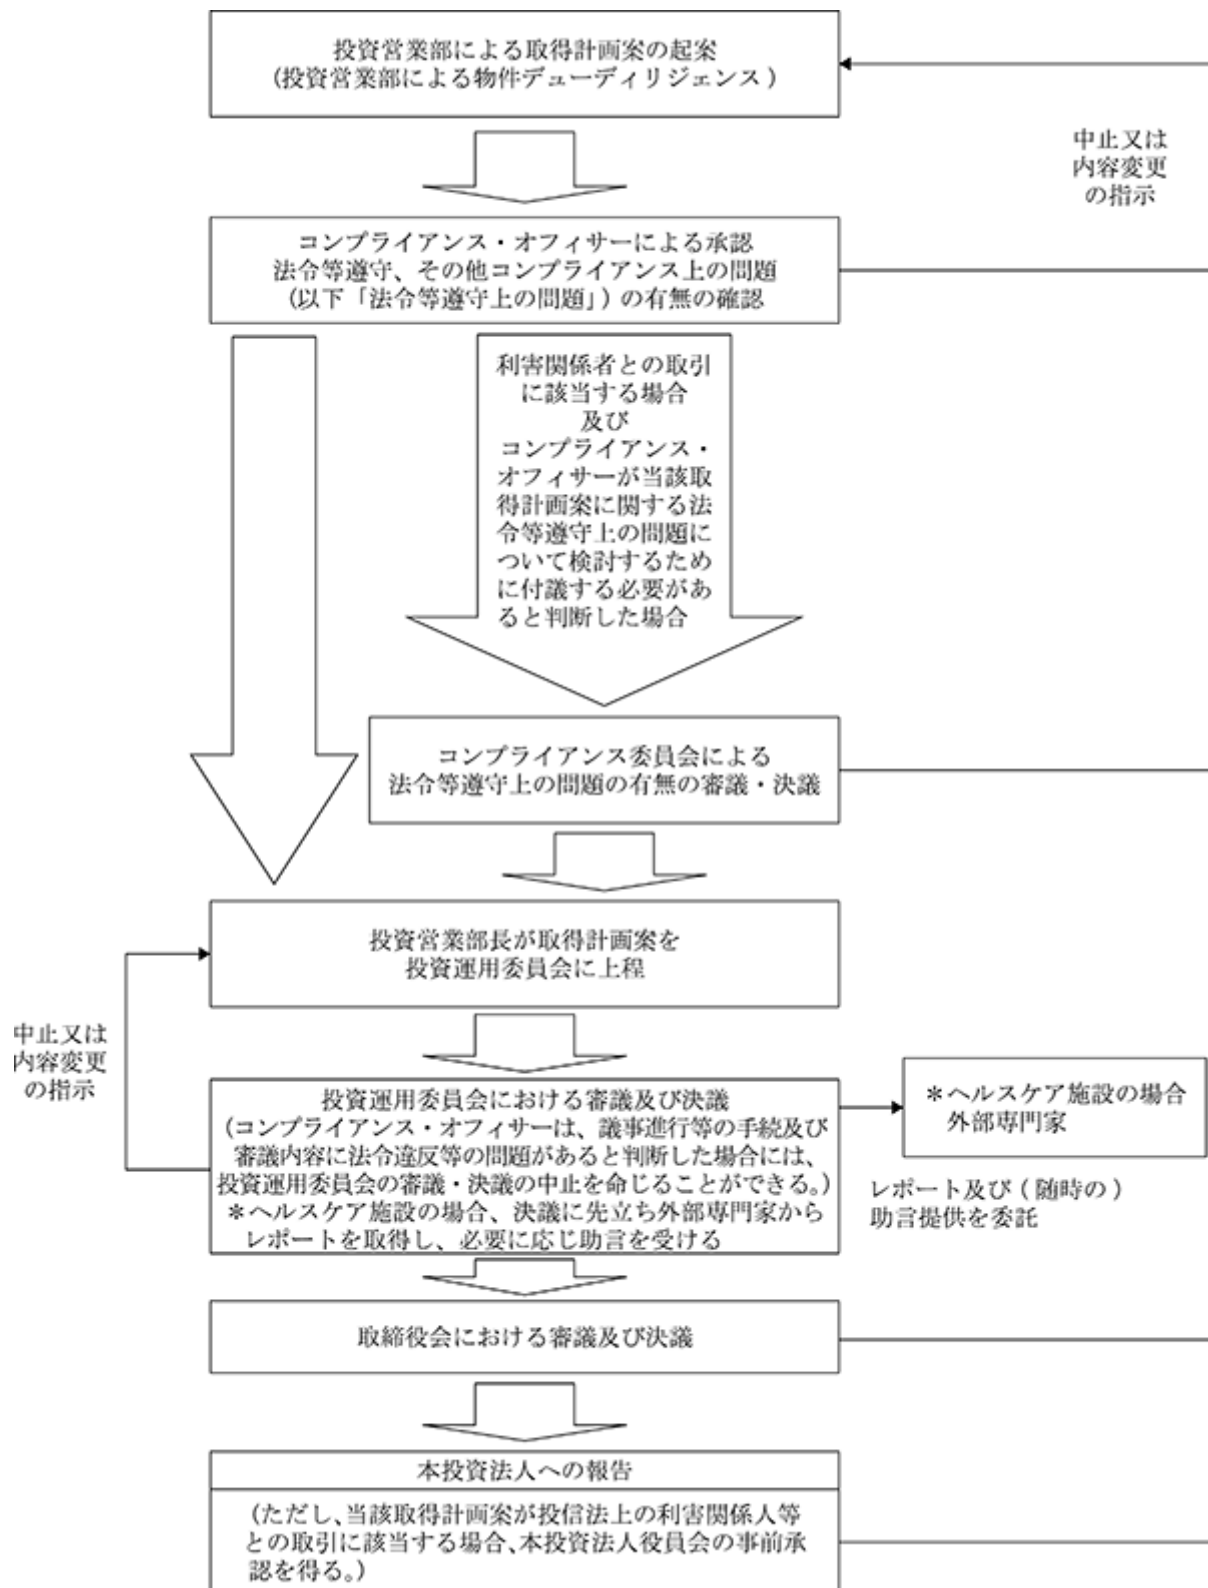 投資営業部による取得計画案の起案
(投資営業部による物件デューディリジェンス)
中止又は
内容変更
の指示
コンプライアンス・オフィサーによる承認
法令等遵守、その他コンプライアンス上の問題
(以下「法令等遵守上の問題」)の有無の確認
利害関係者との取引
に該当する場合
及び
コンプライアンス・
オフィサーが当該取
得計画案に関する法
令等遵守上の問題に
ついて検討するため
に付議する必要があ
ると判断した場合
コンプライアンス委員会による
法令等遵守上の問題の有無の審議・決議
投資営業部長が取得計画案を
投資運用委員会に上程
中止又は
内容変更
の指示
投資運用委員会における審議及び決議
(コンプライアンス・オフィサーは、議事進行等の手続及び
審議内容に法令違反等の問題があると判断した場合には、
投資運用委員会の審議・決議の中止を命じることができる。)
＊ヘルスケア施設の場合、決議に先立ち外部専門家から
レポートを取得し、必要に応じ助言を受ける
＊ヘルスケア施設の場合
外部専門家
レポート及び(随時の)
助言提供を委託
取締役会における審議及び決議
本投資法人への報告
(ただし、当該取得計画案が投信法上の利害関係人等
との取引に該当する場合、本投資法人役員会の事前承
認を得る。)